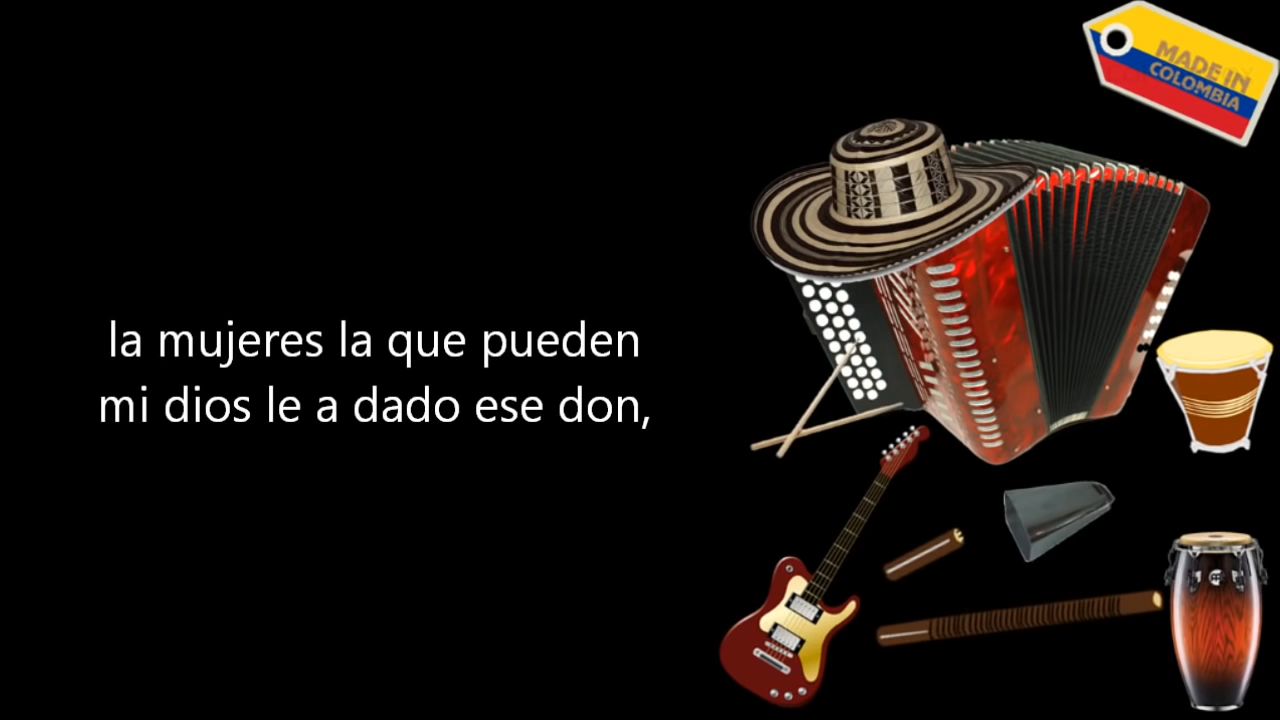 MADE IN
COLOMBIA
la mujeres la que pueden
mi dios le a dado ese don,